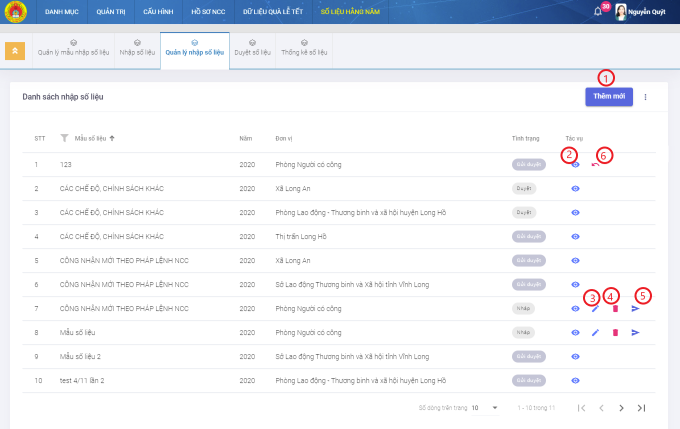 DANH MỤC QUẢN TRỊ CẤU HÌNH HỒ SƠ NCC DỮ LIỆU QUÀ LỄ TẾT SỐ LIỆU HẰNG NĂM 30 Nguyễn Quýt
Quản lý mẫu nhập số liệu Nhập số liệu Quản lý nhập số liệu Duyệt số liệu Thống kê số liệu
1
Danh sách nhập số liệu Thêm mới
STT Mẫu số liệu Năm Đơn vị Tình trạng Tác vụ
2 6
1 123 2020 Phòng Người có công Gửi duyệt
2 CÁC CHẾ ĐỘ, CHÍNH SÁCH KHÁC 2020 Xã Long An Duyệt
3 CÁC CHẾ ĐỘ, CHÍNH SÁCH KHÁC 2020 Phòng Lao động - Thương binh và xã hội huyện Long Hồ Duyệt
4 CÁC CHẾ ĐỘ, CHÍNH SÁCH KHÁC 2020 Thị trấn Long Hồ Gửi duyệt
5 CÔNG NHẬN MỚI THEO PHÁP LỆNH NCC 2020 Xã Long An Gửi duyệt
6 CÔNG NHẬN MỚI THEO PHÁP LỆNH NCC 2020 Sở Lao động Thương binh và Xã hội tỉnh Vĩnh Long Gửi duyệt
3 4 5
7 CÔNG NHẬN MỚI THEO PHÁP LỆNH NCC 2020 Phòng Người có công Nháp
8 Mẫu số liệu 2020 Phòng Người có công Nháp
9 Mẫu số liệu 2 2020 Sở Lao động Thương binh và Xã hội tỉnh Vĩnh Long Gửi duyệt
10 test 4/11 lần 2 2020 Phòng Lao động - Thương binh và xã hội huyện Long Hồ Gửi duyệt
Số dòng trên trang 10 1 - 10 trong 11